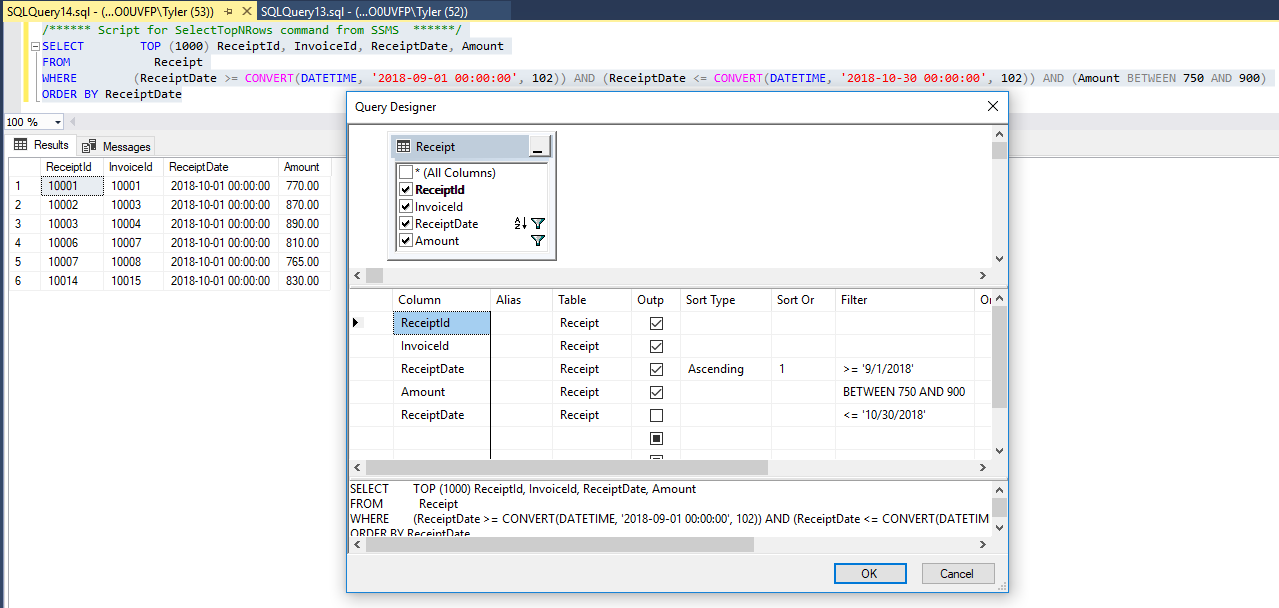 SQLQuery14.sql - (...O0UVFP\Tyler (53)) SQLQuery13.sql - (...O0UVFP\Tyler (52))
/****** Script for SelectTopNRows command from SSMS ******/
SELECT TOP (1000) ReceiptId, InvoiceId, ReceiptDate, Amount
FROM Receipt
WHERE (ReceiptDate >= CONVERT(DATETIME, '2018-09-01 00:00:00', 102)) AND (ReceiptDate <= CONVERT(DATETIME, '2018-10-30 00:00:00', 102)) AND (Amount BETWEEN 750 AND 900)
ORDER BY ReceiptDate
100 %
Results Messages
ReceiptId InvoiceId ReceiptDate Amount
1 10001 10001 2018-10-01 00:00:00 770.00
2 10002 10003 2018-10-01 00:00:00 870.00
3 10003 10004 2018-10-01 00:00:00 890.00
4 10006 10007 2018-10-01 00:00:00 810.00
5 10007 10008 2018-10-01 00:00:00 765.00
6 10014 10015 2018-10-01 00:00:00 830.00
Query Designer
Receipt
* (All Columns)
ReceiptId
InvoiceId
ReceiptDate
Amount
Column Alias Table Outp Sort Type Sort Or Filter
ReceiptId Receipt
InvoiceId Receipt
ReceiptDate Receipt Ascending 1 >= '9/1/2018'
Amount Receipt BETWEEN 750 AND 900
ReceiptDate Receipt <= '10/30/2018'
SELECT TOP (1000) ReceiptId, InvoiceId, ReceiptDate, Amount
FROM Receipt
WHERE (ReceiptDate >= CONVERT(DATETIME, '2018-09-01 00:00:00', 102)) AND (ReceiptDate <= CONVERT(DATETIM
ORDER BY ReceiptDate
OK Cancel